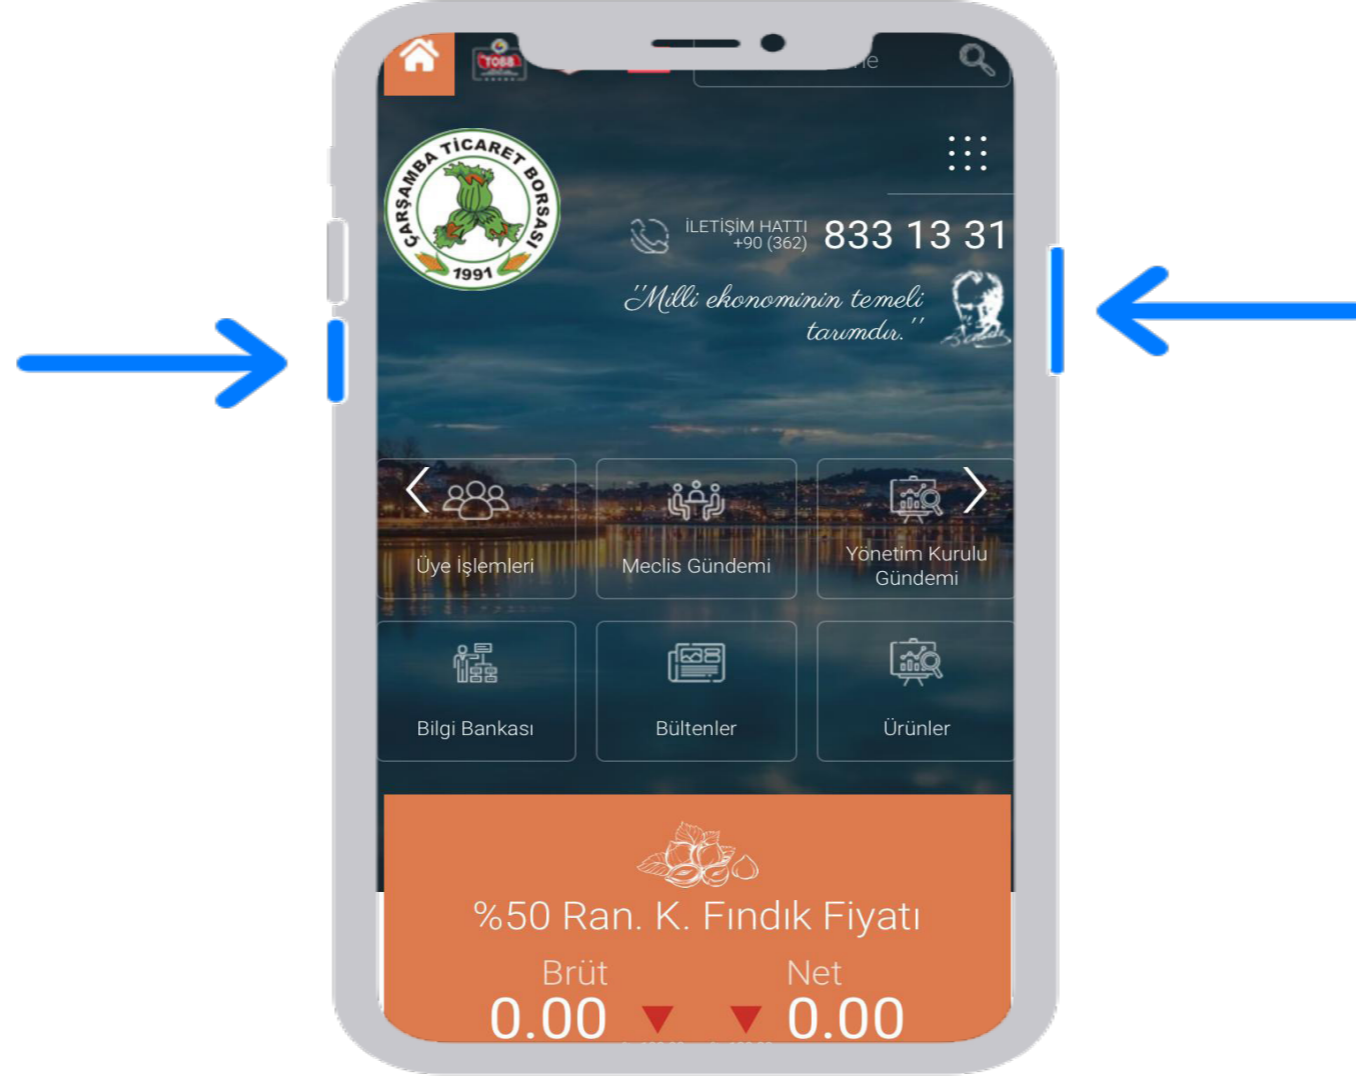 TOBB
ne
ÇARŞAMBA TİCARET BORSASI
1991
İLETİŞİM HATTI
+90 (362)
833 13 31
''Milli ekonominin temeli
tarımdır.''
Üye İşlemleri
Meclis Gündemi
Yönetim Kurulu
Gündemi
Bilgi Bankası
Bültenler
Ürünler
%50 Ran. K. Fındık Fiyatı
Brüt
Net
0.00
0.00